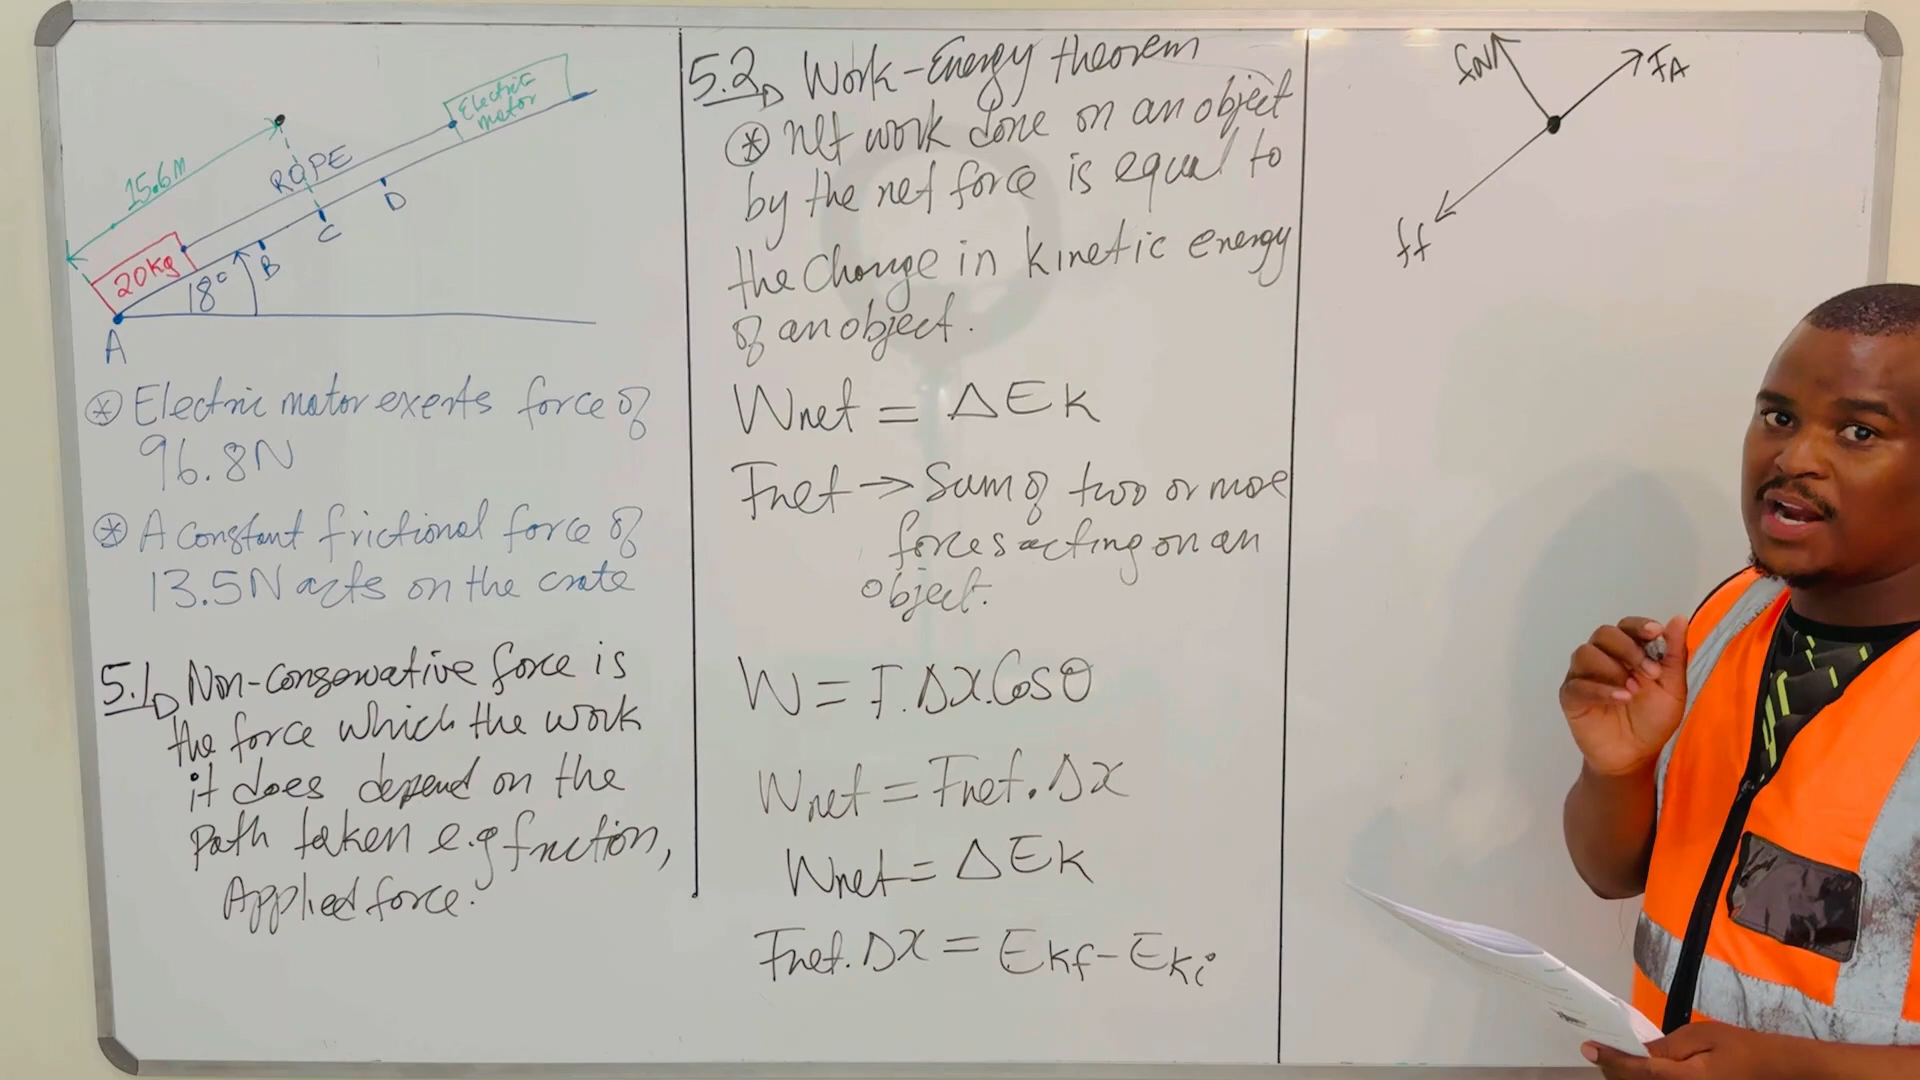 Electric
motor
15.6M
ROPE
D
C
B
20Kg
18°
A
* Electric motor exerts force of
96.8N
* A constant frictional force of
13.5N acts on the crate
5.1 Non-conservative force is
the force which the work
it does depend on the
Path taken e.g friction,
Applied force.
5.2 Work-Energy theorem
* Net work done on an object
by the net force is equal to
the Change in kinetic energy
of an object.
Wnet = ΔEK
Fnet → Sum of two or more
forces acting on an
object.
W = F.Δx.Cosθ
Wnet = Fnet.Δx
Wnet = ΔEK
Fnet.Δx = EKf - EKi
fN
FA
ff